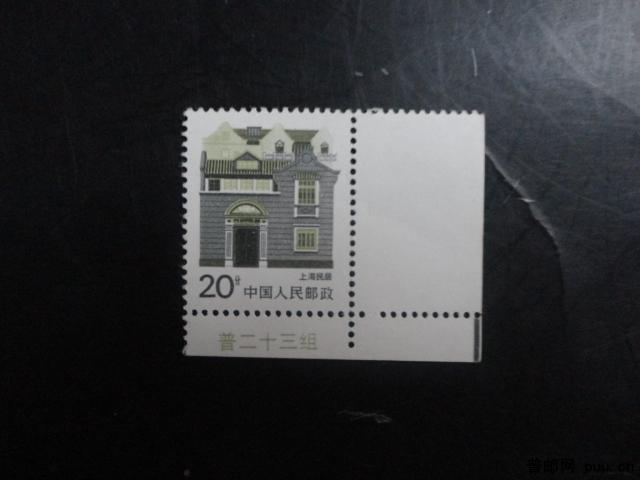 上海民居
20分 中国人民邮政
普二十三组
普邮网 puu.cn